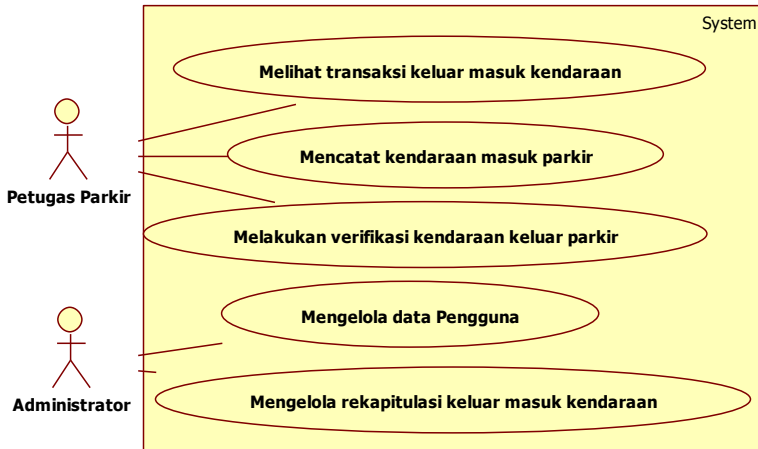 System
Melihat transaksi keluar masuk kendaraan
Mencatat kendaraan masuk parkir
Petugas Parkir
Melakukan verifikasi kendaraan keluar parkir
Mengelola data Pengguna
Administrator
Mengelola rekapitulasi keluar masuk kendaraan